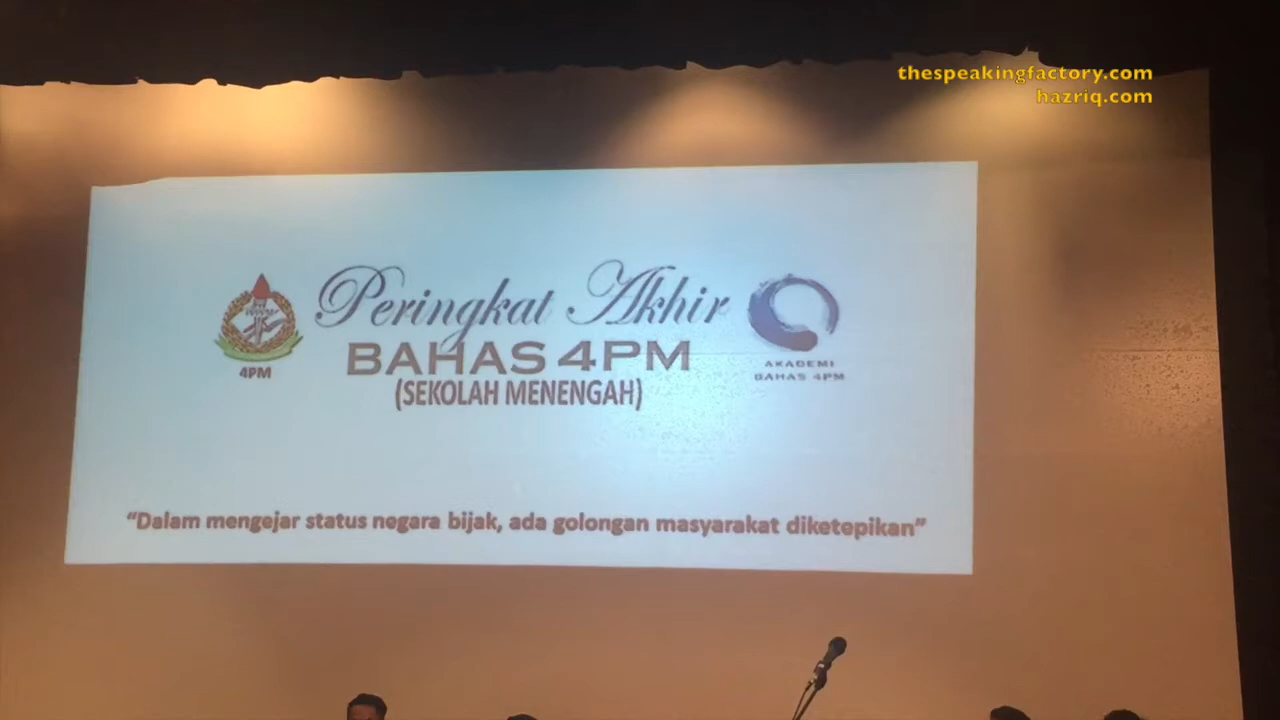 thespeakingfactory.com
hazriq.com
Peringkat Akhir
BAHAS 4PM
(SEKOLAH MENENGAH)
4PM
AKADEMI
BAHAS 4PM
"Dalam mengejar status negara bijak, ada golongan masyarakat diketepikan"